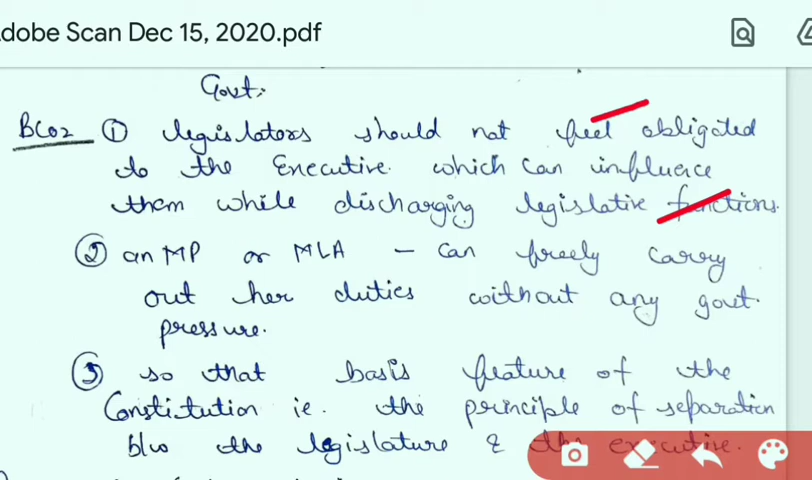 dobe Scan Dec 15, 2020.pdf
Govt.
BCOZ ① legislators should not feel obligated
to the Executive which can influence
them while discharging legislative functions.
② an MP or MLA – can freely carry
out her duties without any govt.
pressure.
③ so that basis feature of the
Constitution ie. the principle of separation
b/w the legislature & the executive.